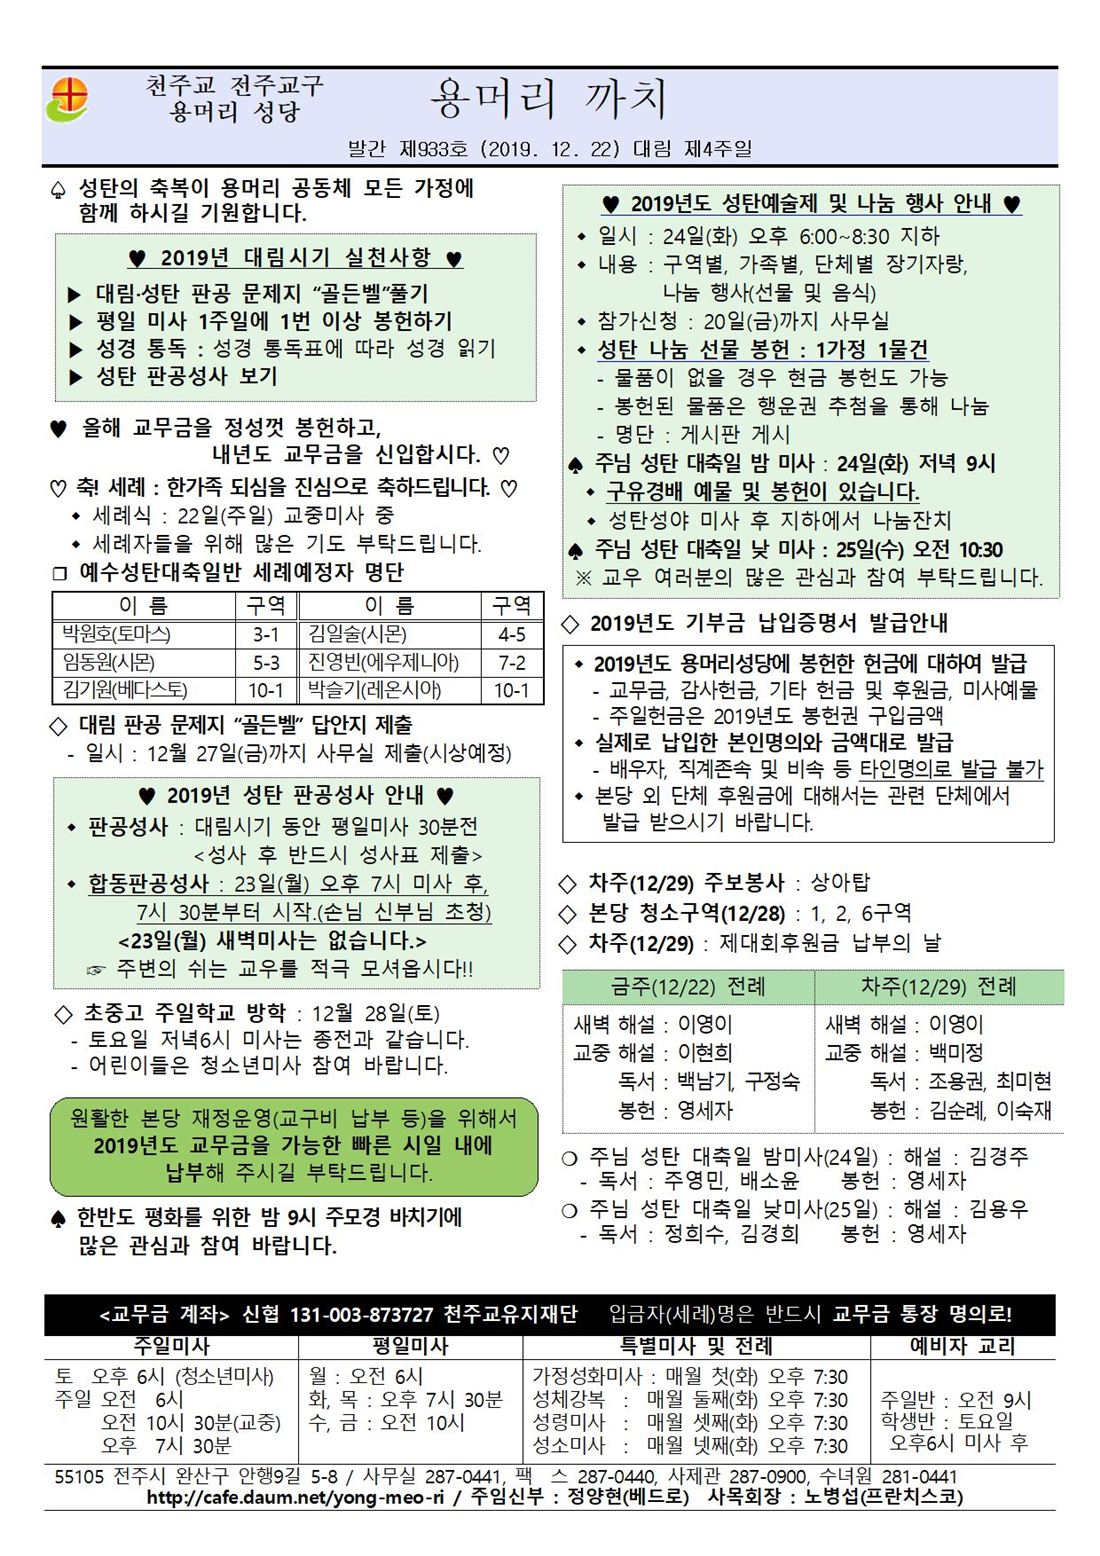 천주교 전주교구
용머리 성당
용머리 까치
발간 제933호 (2019. 12. 22) 대림 제4주일
♤ 성탄의 축복이 용머리 공동체 모든 가정에
함께 하시길 기원합니다.
♥ 2019년 대림시기 실천사항 ♥
▶ 대림·성탄 판공 문제지 “골든벨”풀기
▶ 평일 미사 1주일에 1번 이상 봉헌하기
▶ 성경 통독 : 성경 통독표에 따라 성경 읽기
▶ 성탄 판공성사 보기
♥ 올해 교무금을 정성껏 봉헌하고,
내년도 교무금을 신입합시다. ♡
♡ 축! 세례 : 한가족 되심을 진심으로 축하드립니다. ♡
◆ 세례식 : 22일(주일) 교중미사 중
◆ 세례자들을 위해 많은 기도 부탁드립니다.
❒ 예수성탄대축일반 세례예정자 명단
이 름 구역 이 름 구역
박원호(토마스) 3-1 김일술(시몬) 4-5
임동원(시몬) 5-3 진영빈(에우제니아) 7-2
김기원(베다스토) 10-1 박슬기(레온시아) 10-1
◇ 대림 판공 문제지 “골든벨” 답안지 제출
- 일시 : 12월 27일(금)까지 사무실 제출(시상예정)
♥ 2019년 성탄 판공성사 안내 ♥
◆ 판공성사 : 대림시기 동안 평일미사 30분전
<성사 후 반드시 성사표 제출>
◆ 합동판공성사 : 23일(월) 오후 7시 미사 후,
7시 30분부터 시작.(손님 신부님 초청)
<23일(월) 새벽미사는 없습니다.>
☞ 주변의 쉬는 교우를 적극 모셔옵시다!!
◇ 초중고 주일학교 방학 : 12월 28일(토)
- 토요일 저녁6시 미사는 종전과 같습니다.
- 어린이들은 청소년미사 참여 바랍니다.
원활한 본당 재정운영(교구비 납부 등)을 위해서
2019년도 교무금을 가능한 빠른 시일 내에
납부해 주시길 부탁드립니다.
♠ 한반도 평화를 위한 밤 9시 주모경 바치기에
많은 관심과 참여 바랍니다.
♥ 2019년도 성탄예술제 및 나눔 행사 안내 ♥
◆ 일시 : 24일(화) 오후 6:00~8:30 지하
◆ 내용 : 구역별, 가족별, 단체별 장기자랑,
나눔 행사(선물 및 음식)
◆ 참가신청 : 20일(금)까지 사무실
◆ 성탄 나눔 선물 봉헌 : 1가정 1물건
- 물품이 없을 경우 현금 봉헌도 가능
- 봉헌된 물품은 행운권 추첨을 통해 나눔
- 명단 : 게시판 게시
♠ 주님 성탄 대축일 밤 미사 : 24일(화) 저녁 9시
◆ 구유경배 예물 및 봉헌이 있습니다.
◆ 성탄성야 미사 후 지하에서 나눔잔치
♠ 주님 성탄 대축일 낮 미사 : 25일(수) 오전 10:30
※ 교우 여러분의 많은 관심과 참여 부탁드립니다.
◇ 2019년도 기부금 납입증명서 발급안내
◆ 2019년도 용머리성당에 봉헌한 헌금에 대하여 발급
- 교무금, 감사헌금, 기타 헌금 및 후원금, 미사예물
- 주일헌금은 2019년도 봉헌권 구입금액
◆ 실제로 납입한 본인명의와 금액대로 발급
- 배우자, 직계존속 및 비속 등 타인명의로 발급 불가
◆ 본당 외 단체 후원금에 대해서는 관련 단체에서
발급 받으시기 바랍니다.
◇ 차주(12/29) 주보봉사 : 상아탑
◇ 본당 청소구역(12/28) : 1, 2, 6구역
◇ 차주(12/29) : 제대회후원금 납부의 날
금주(12/22) 전례 차주(12/29) 전례
새벽 해설 : 이영이 새벽 해설 : 이영이
교중 해설 : 이현희 교중 해설 : 백미정
독서 : 백남기, 구정숙 독서 : 조용권, 최미현
봉헌 : 영세자 봉헌 : 김순례, 이숙재
❍ 주님 성탄 대축일 밤미사(24일) : 해설 : 김경주
- 독서 : 주영민, 배소윤 봉헌 : 영세자
❍ 주님 성탄 대축일 낮미사(25일) : 해설 : 김용우
- 독서 : 정희수, 김경희 봉헌 : 영세자
<교무금 계좌> 신협 131-003-873727 천주교유지재단 입금자(세례)명은 반드시 교무금 통장 명의로!
주일미사 평일미사 특별미사 및 전례 예비자 교리
토 오후 6시 (청소년미사) 월 : 오전 6시 가정성화미사 : 매월 첫(화) 오후 7:30
주일 오전 6시 화, 목 : 오후 7시 30분 성체강복 : 매월 둘째(화) 오후 7:30 주일반 : 오전 9시
오전 10시 30분(교중) 수, 금 : 오전 10시 성령미사 : 매월 셋째(화) 오후 7:30 학생반 : 토요일
오후 7시 30분 성소미사 : 매월 넷째(화) 오후 7:30 오후6시 미사 후
55105 전주시 완산구 안행9길 5-8 / 사무실 287-0441, 팩 스 287-0440, 사제관 287-0900, 수녀원 281-0441
http://cafe.daum.net/yong-meo-ri / 주임신부 : 정양현(베드로) 사목회장 : 노병섭(프란치스코)